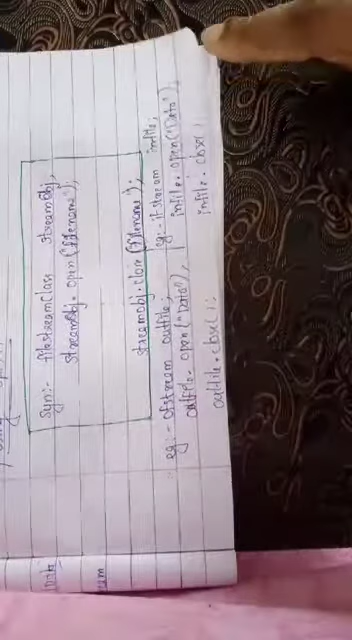 syn:- filestreamclass streamobj,
streamobj. open ("filename");
streamobj. close ("filename");
eg:- ofstream outfile;
outfile. open ("Data"),
outfile. close();
eg:- ifstream infile;
infile. open ("Data");
infile. close();